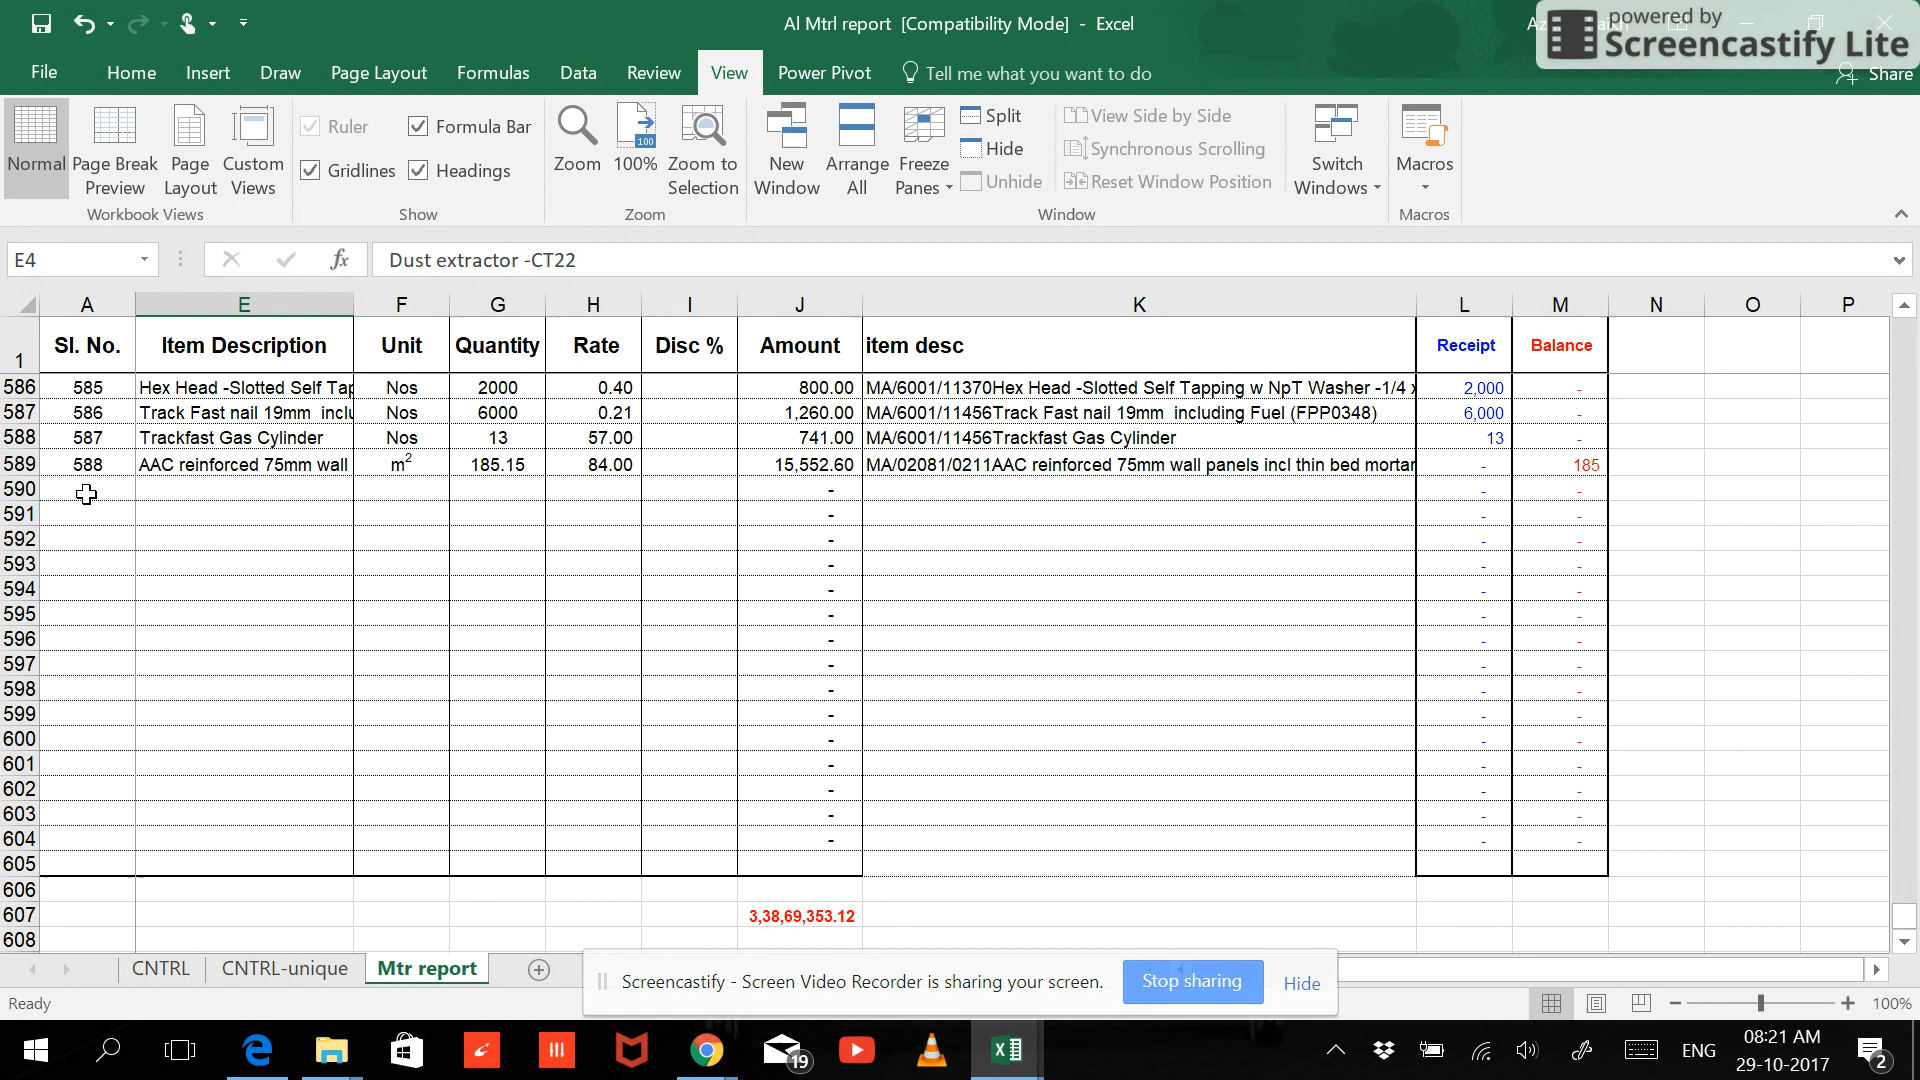 Al Mtrl report [Compatibility Mode] - Excel
powered by
Screencastify Lite
File Home Insert Draw Page Layout Formulas Data Review View Power Pivot Tell me what you want to do Share
Normal
Page Break
Preview
Page
Layout
Custom
Views
Workbook Views
Ruler Formula Bar
Gridlines Headings
Show
Zoom
100
100%
Zoom to
Selection
Zoom
New
Window
Arrange
All
Freeze
Panes
Split
Hide
Unhide
View Side by Side
Synchronous Scrolling
Reset Window Position
Window
Switch
Windows
Macros
Macros
E4 fx Dust extractor -CT22
A E F G H I J K L M N O P
1 Sl. No. Item Description Unit Quantity Rate Disc % Amount item desc Receipt Balance
586 585 Hex Head -Slotted Self Tap Nos 2000 0.40 800.00 MA/6001/11370Hex Head -Slotted Self Tapping w NpT Washer -1/4 x 2,000 -
587 586 Track Fast nail 19mm inclu Nos 6000 0.21 1,260.00 MA/6001/11456Track Fast nail 19mm including Fuel (FPP0348) 6,000 -
588 587 Trackfast Gas Cylinder Nos 13 57.00 741.00 MA/6001/11456Trackfast Gas Cylinder 13 -
589 588 AAC reinforced 75mm wall m² 185.15 84.00 15,552.60 MA/02081/0211AAC reinforced 75mm wall panels incl thin bed mortar - 185
590 - - -
591 - - -
592 - - -
593 - - -
594 - - -
595 - - -
596 - - -
597 - - -
598 - - -
599 - - -
600 - - -
601 - - -
602 - - -
603 - - -
604 - - -
605
606
607 3,38,69,353.12
608
CNTRL CNTRL-unique Mtr report
Screencastify - Screen Video Recorder is sharing your screen. Stop sharing Hide
Ready 100%
19 ENG 08:21 AM
29-10-2017 2